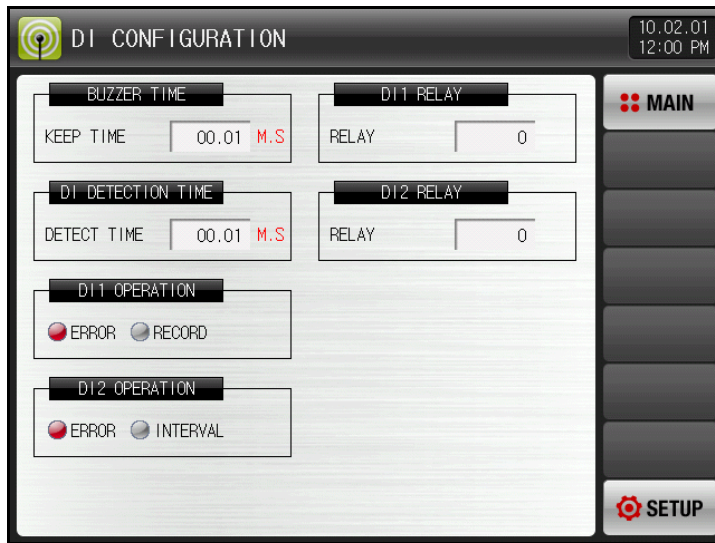 DI CONFIGURATION
10.02.01
12:00 PM
BUZZER TIME
KEEP TIME 00.01 M.S
DI1 RELAY
RELAY 0
DI DETECTION TIME
DETECT TIME 00.01 M.S
DI2 RELAY
RELAY 0
DI1 OPERATION
ERROR RECORD
DI2 OPERATION
ERROR INTERVAL
MAIN
SETUP